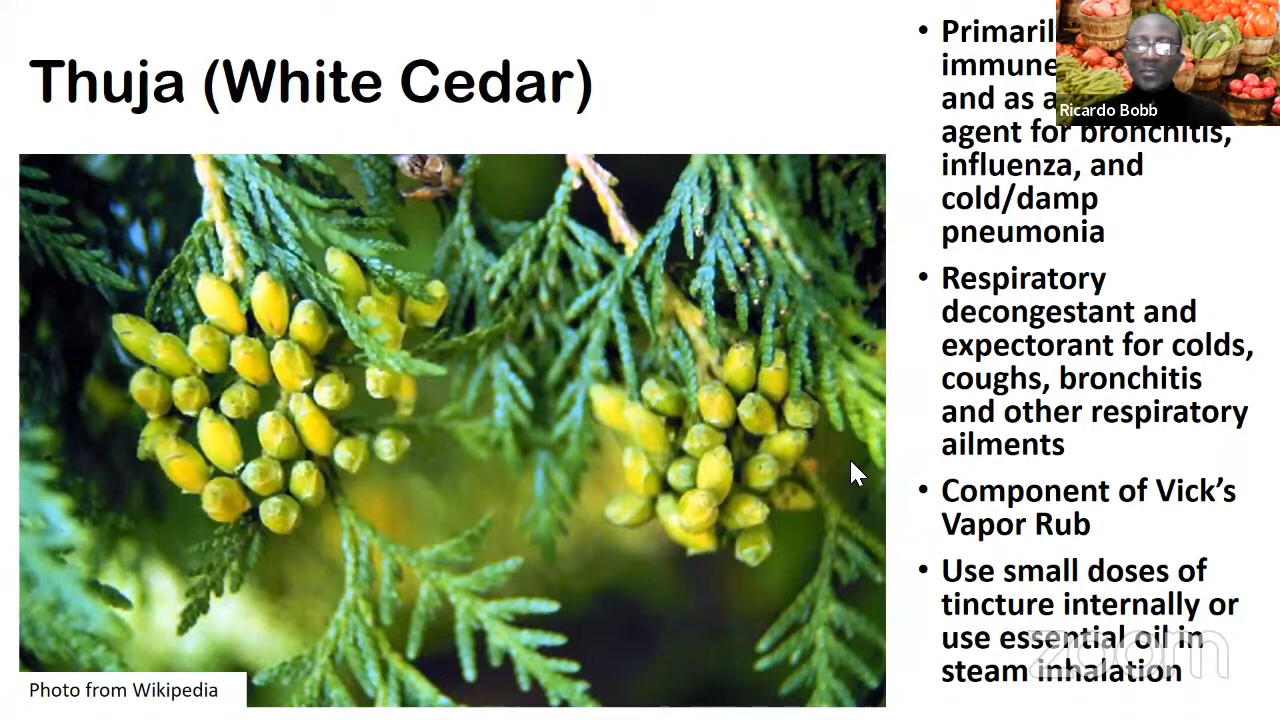 Thuja (White Cedar)
Photo from Wikipedia
• 
immune
and as a
agent for bronchitis,
influenza, and
cold/damp
pneumonia
• Respiratory
decongestant and
expectorant for colds,
coughs, bronchitis
and other respiratory
ailments
• Component of Vick’s
Vapor Rub
• Use small doses of
tincture internally or
use essential oil in
steam inhalation
Ricardo Bobb
zoom